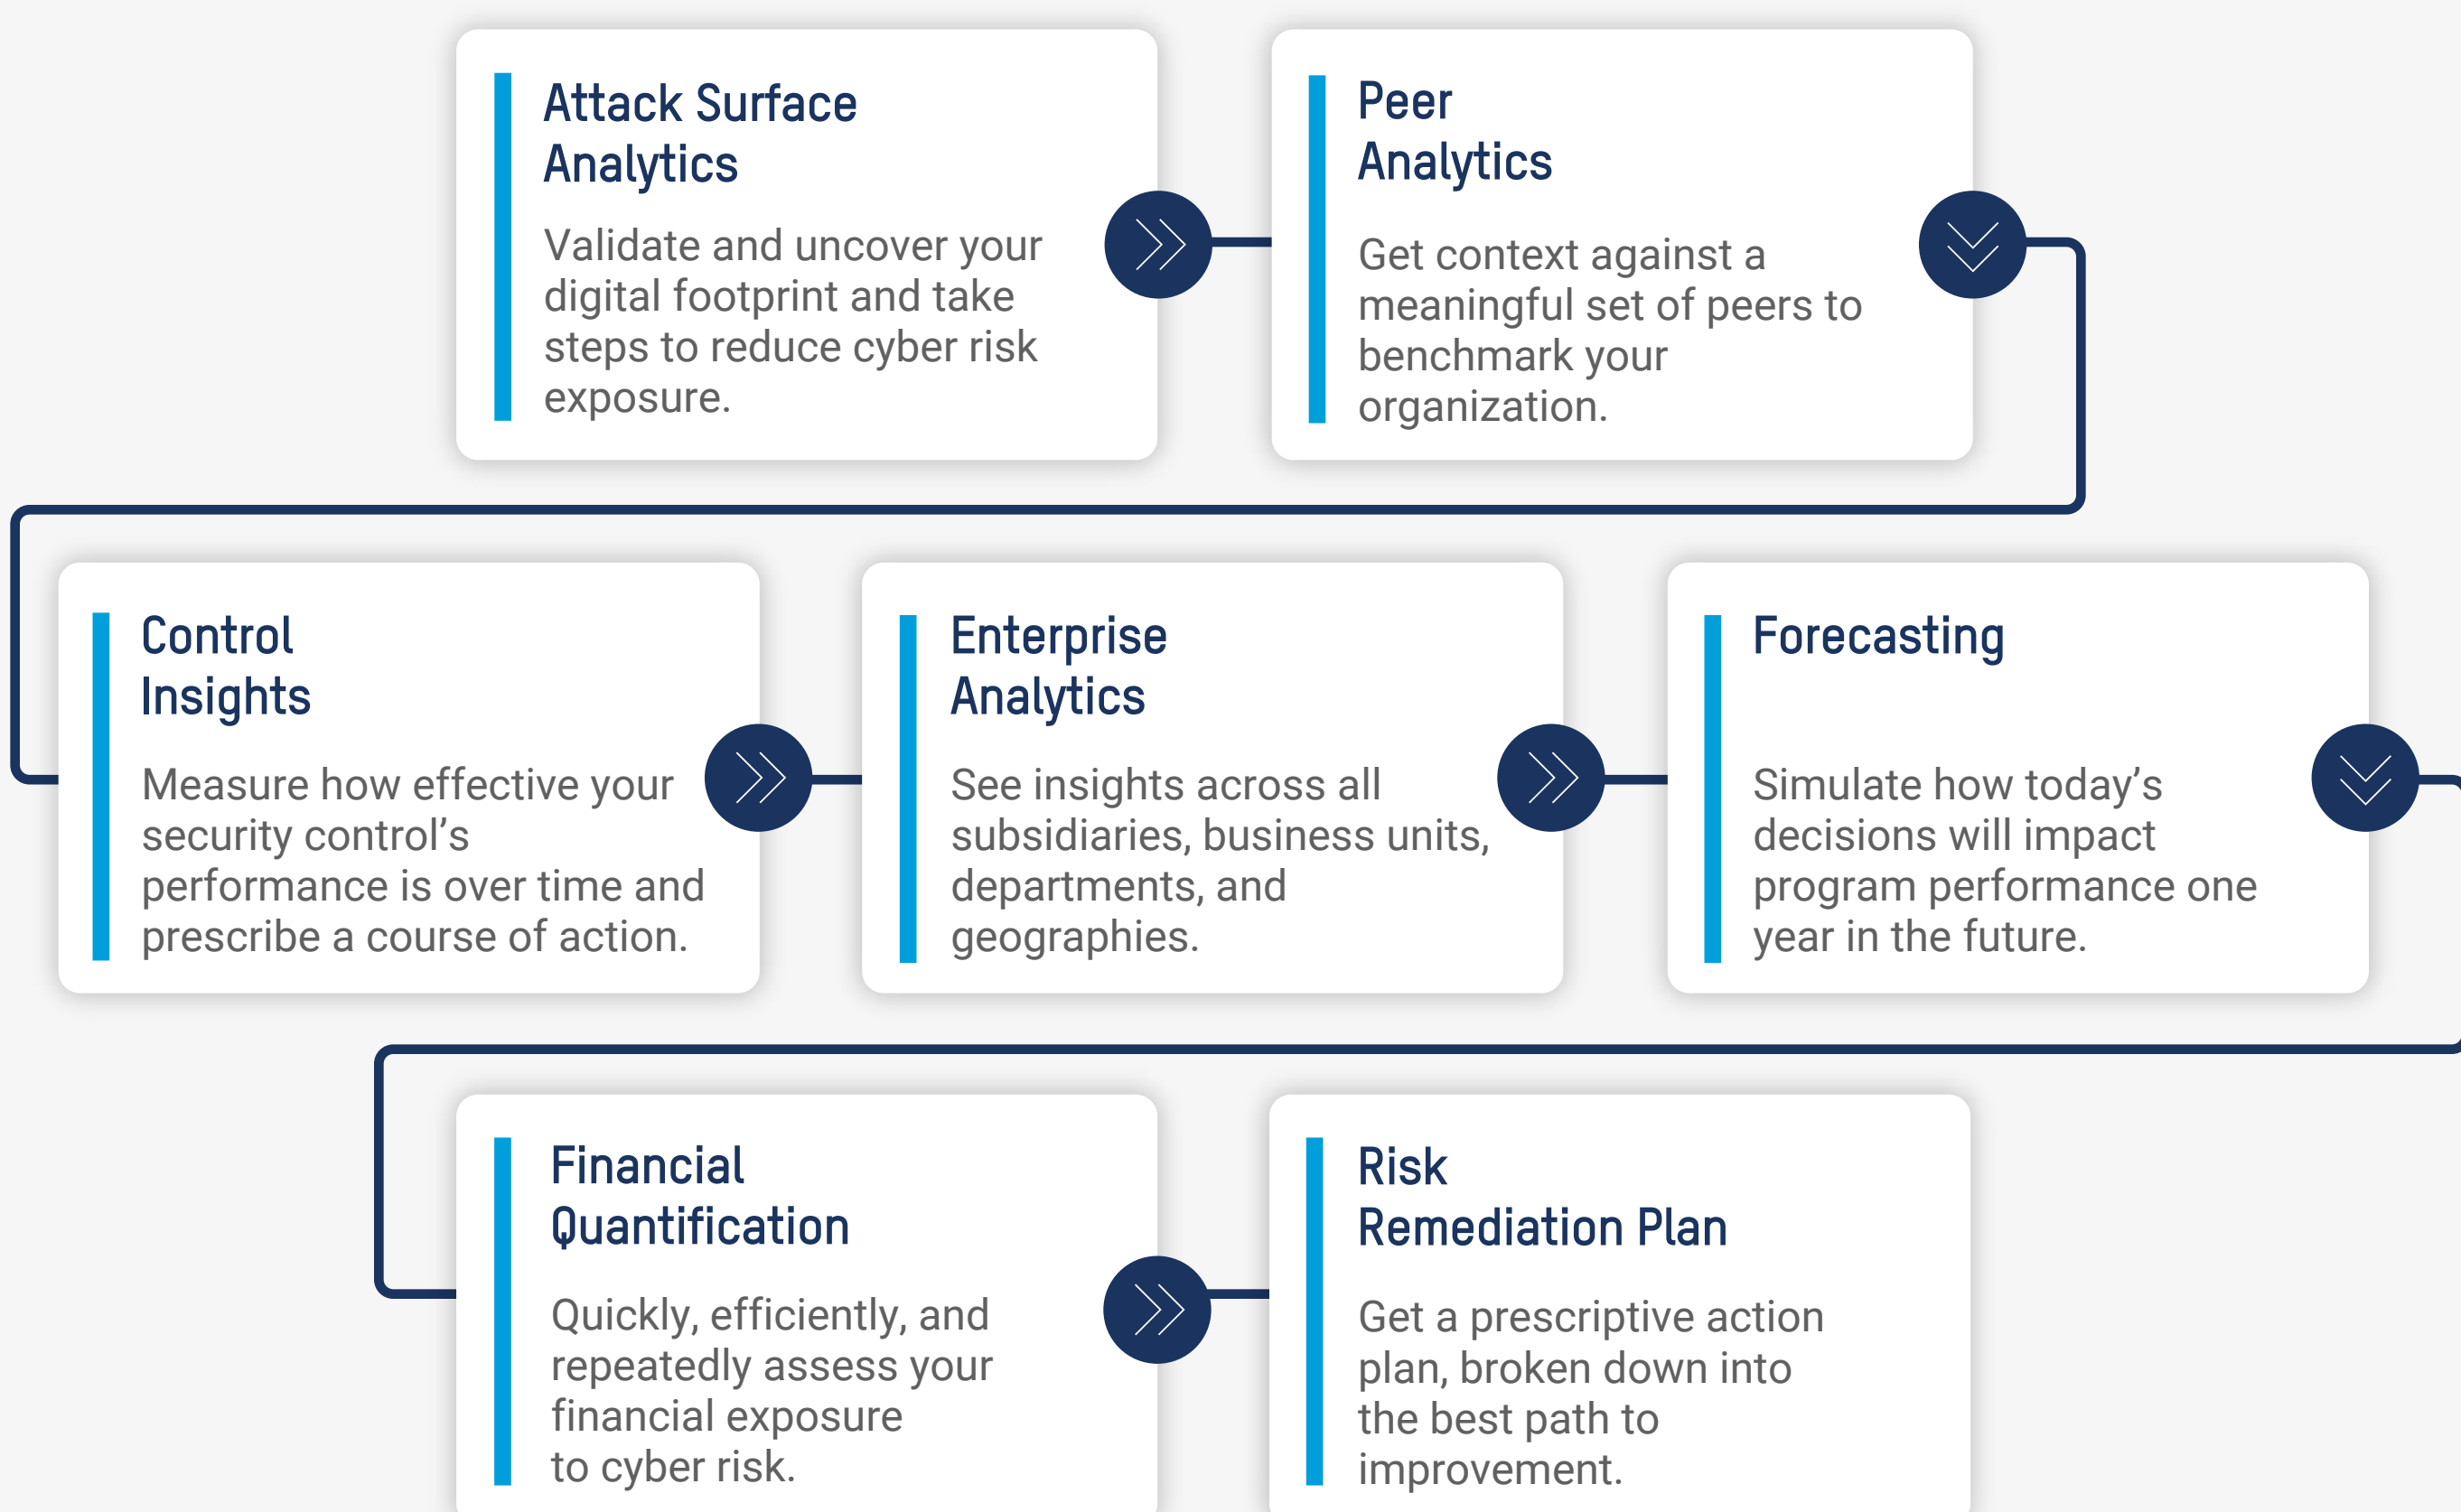 Attack Surface
Analytics
Validate and uncover your
digital footprint and take
steps to reduce cyber risk
exposure.
Peer
Analytics
Get context against a
meaningful set of peers to
benchmark your
organization.
Control
Insights
Measure how effective your
security control’s
performance is over time and
prescribe a course of action.
Enterprise
Analytics
See insights across all
subsidiaries, business units,
departments, and
geographies.
Forecasting
Simulate how today’s
decisions will impact
program performance one
year in the future.
Financial
Quantification
Quickly, efficiently, and
repeatedly assess your
financial exposure
to cyber risk.
Risk
Remediation Plan
Get a prescriptive action
plan, broken down into
the best path to
improvement.